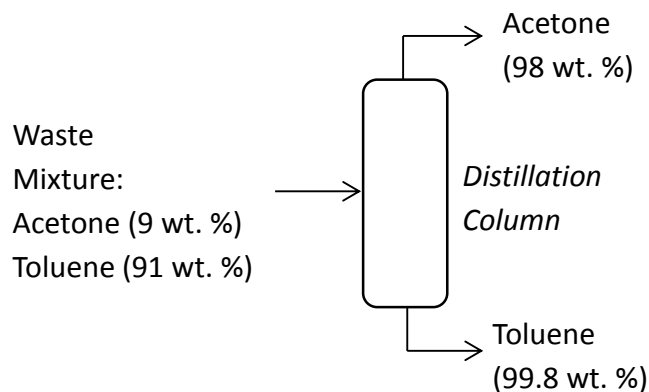 Acetone
(98 wt. %)
Waste
Mixture:
Acetone (9 wt. %)
Toluene (91 wt. %)
Distillation
Column
Toluene
(99.8 wt. %)